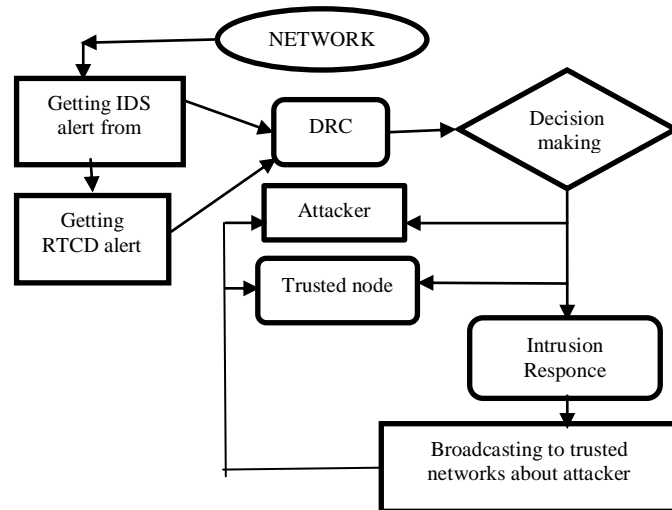 NETWORK
Getting IDS
alert from
DRC
Decision
making
Getting
RTCD alert
Attacker
Trusted node
Intrusion
Responce
Broadcasting to trusted
networks about attacker